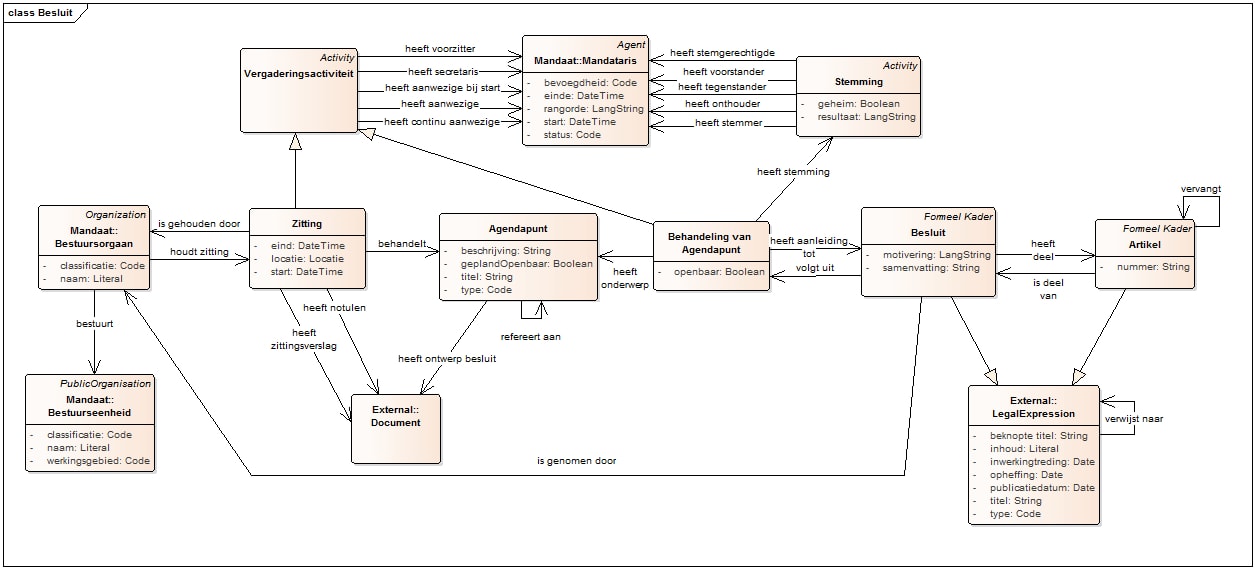 class Besluit
Activity
Vergaderingsactiviteit
heeft voorzitter
heeft secretaris
heeft aanwezige bij start
heeft aanwezige
heeft continu aanwezige
Agent
Mandaat::Mandataris
- bevoegdheid: Code
- einde: DateTime
- rangorde: LangString
- start: DateTime
- status: Code
heeft stemgerechtigde
heeft voorstander
heeft tegenstander
heeft onthouder
heeft stemmer
Activity
Stemming
- geheim: Boolean
- resultaat: LangString
heeft stemming
Organization
Mandaat::
Bestuursorgaan
- classificatie: Code
- naam: Literal
is gehouden door
houdt zitting
Zitting
- eind: DateTime
- locatie: Locatie
- start: DateTime
behandelt
Agendapunt
- beschrijving: String
- geplandOpenbaar: Boolean
- titel: String
- type: Code
refereert aan
heeft
onderwerp
Behandeling van
Agendapunt
- openbaar: Boolean
heeft aanleiding
tot
volgt uit
Fomeel Kader
Besluit
- motivering: LangString
- samenvatting: String
heeft
deel
is deel
van
vervangt
Fomeel Kader
Artikel
- nummer: String
bestuurt
heeft notulen
heeft
zittingsverslag
heeft ontwerp besluit
PublicOrganisation
Mandaat::
Bestuurseenheid
- classificatie: Code
- naam: Literal
- werkingsgebied: Code
External::
Document
is genomen door
External::
LegalExpression
- beknopte titel: String
- inhoud: Literal
- inwerkingtreding: Date
- opheffing: Date
- publicatiedatum: Date
- titel: String
- type: Code
verwijst naar